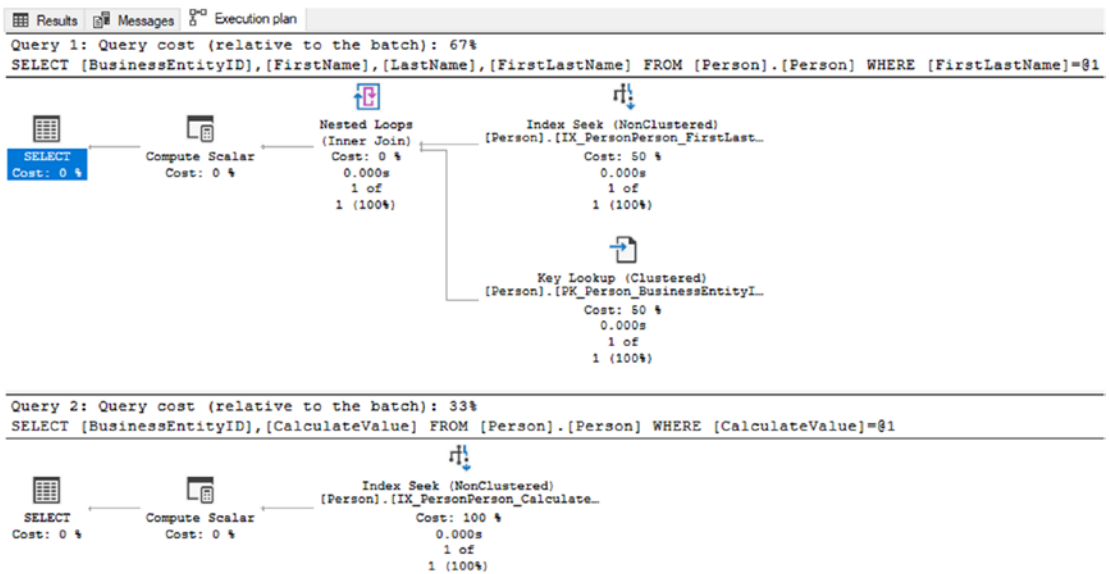 Results Messages Execution plan
Query 1: Query cost (relative to the batch): 67%
SELECT [BusinessEntityID],[FirstName],[LastName],[FirstLastName] FROM [Person].[Person] WHERE [FirstLastName]=@1
SELECT
Cost: 0 %
Compute Scalar
Cost: 0 %
Nested Loops
(Inner Join)
Cost: 0 %
0.000s
1 of
1 (100%)
Index Seek (NonClustered)
[Person].[IX_PersonPerson_FirstLast…
Cost: 50 %
0.000s
1 of
1 (100%)
Key Lookup (Clustered)
[Person].[PK_Person_BusinessEntityI…
Cost: 50 %
0.000s
1 of
1 (100%)
Query 2: Query cost (relative to the batch): 33%
SELECT [BusinessEntityID],[CalculateValue] FROM [Person].[Person] WHERE [CalculateValue]=@1
SELECT
Cost: 0 %
Compute Scalar
Cost: 0 %
Index Seek (NonClustered)
[Person].[IX_PersonPerson_Calculate…
Cost: 100 %
0.000s
1 of
1 (100%)